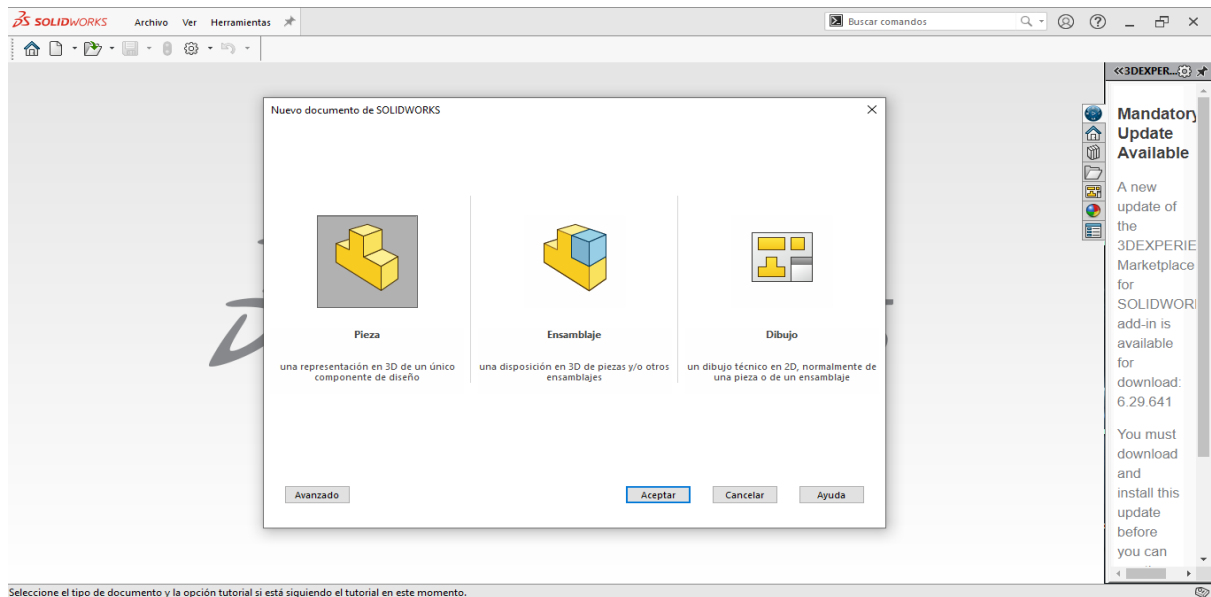 SOLIDWORKS Archivo Ver Herramientas Buscar comandos
«3DEXPER...
Nuevo documento de SOLIDWORKS
Pieza
una representación en 3D de un único
componente de diseño
Ensamblaje
una disposición en 3D de piezas y/o otros
ensamblajes
Dibujo
un dibujo técnico en 2D, normalmente de
una pieza o de un ensamblaje
Avanzado Aceptar Cancelar Ayuda
Mandatory
Update
Available
A new
update of
the
3DEXPERIE
Marketplace
for
SOLIDWOR
add-in is
available
for
download:
6.29.641
You must
download
and
install this
update
before
you can
Seleccione el tipo de documento y la opción tutorial si está siguiendo el tutorial en este momento.